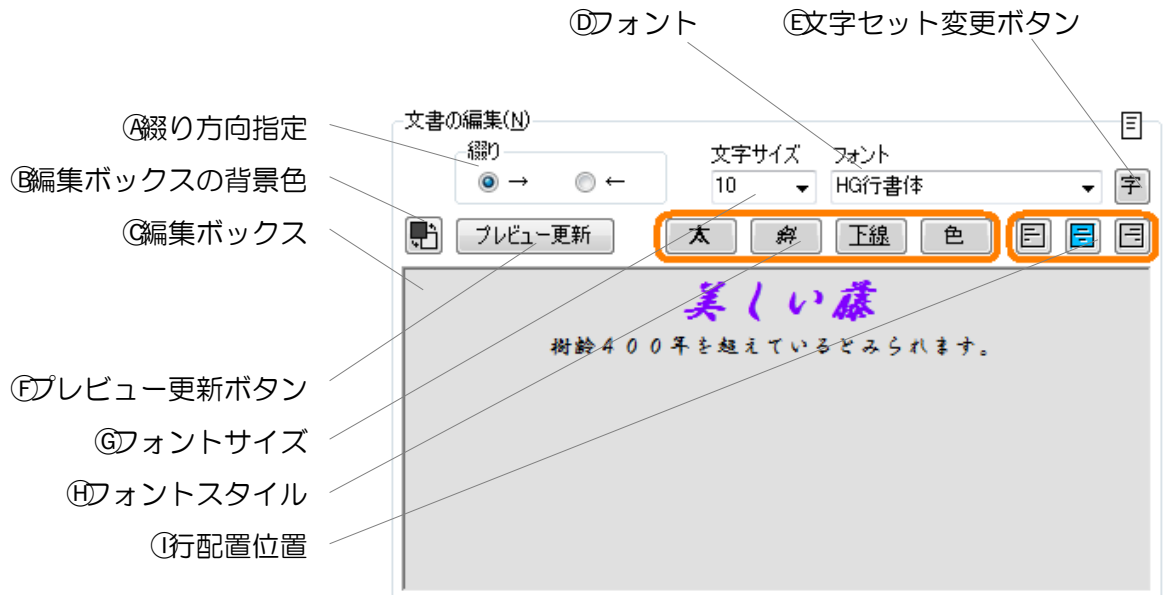 Ⓓフォント
Ⓔ文字セット変更ボタン
Ⓐ綴り方向指定
Ⓑ編集ボックスの背景色
Ⓒ編集ボックス
文書の編集(N)
綴り
→ ←
文字サイズ
フォント
10
HG行書体
字
プレビュー更新
太
斜
下線
色
美しい藤
樹齢400年を超えているとみられます。
Ⓕプレビュー更新ボタン
Ⓖフォントサイズ
Ⓗフォントスタイル
Ⓘ行配置位置